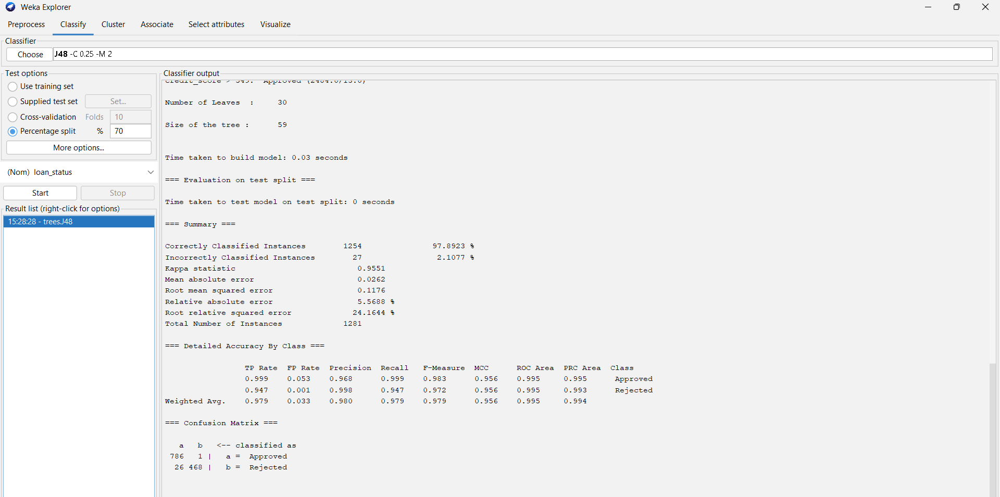 Weka Explorer
Preprocess Classify Cluster Associate Select attributes Visualize
Classifier
Choose J48 -C 0.25 -M 2
Test options
Use training set
Supplied test set Set...
Cross-validation Folds 10
Percentage split % 70
More options...
(Nom) loan_status
Start Stop
Result list (right-click for options)
15:28:28 - trees.J48
Classifier output
credit_score > 549: Approved (2484.0/13.0)
Number of Leaves : 30
Size of the tree : 59
Time taken to build model: 0.03 seconds
=== Evaluation on test split ===
Time taken to test model on test split: 0 seconds
=== Summary ===
Correctly Classified Instances 1254 97.8923 %
Incorrectly Classified Instances 27 2.1077 %
Kappa statistic 0.9551
Mean absolute error 0.0262
Root mean squared error 0.1176
Relative absolute error 5.5688 %
Root relative squared error 24.1644 %
Total Number of Instances 1281
=== Detailed Accuracy By Class ===
TP Rate FP Rate Precision Recall F-Measure MCC ROC Area PRC Area Class
0.999 0.053 0.968 0.999 0.983 0.956 0.995 0.995 Approved
0.947 0.001 0.998 0.947 0.972 0.956 0.995 0.993 Rejected
Weighted Avg. 0.979 0.033 0.980 0.979 0.979 0.956 0.995 0.994
=== Confusion Matrix ===
a b <-- classified as
786 1 | a = Approved
26 468 | b = Rejected